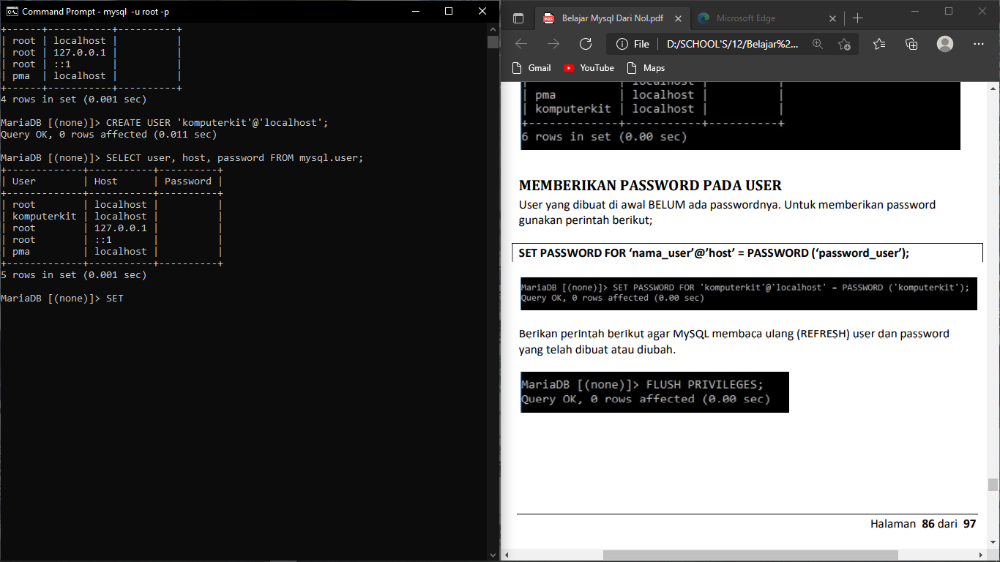 Command Prompt - mysql -u root -p
+------+-----------+----------+
| root | localhost |          |
| root | 127.0.0.1 |          |
| root | ::1       |          |
| pma  | localhost |          |
+------+-----------+----------+
4 rows in set (0.001 sec)
MariaDB [(none)]> CREATE USER 'komputerkit'@'localhost';
Query OK, 0 rows affected (0.011 sec)
MariaDB [(none)]> SELECT user, host, password FROM mysql.user;
+-------------+-----------+----------+
| User        | Host      | Password |
+-------------+-----------+----------+
| root        | localhost |          |
| komputerkit | localhost |          |
| root        | 127.0.0.1 |          |
| root        | ::1       |          |
| pma         | localhost |          |
+-------------+-----------+----------+
5 rows in set (0.001 sec)
MariaDB [(none)]> SET
Belajar Mysql Dari Nol.pdf
Microsoft Edge
File | D:/SCHOOL'S/12/Belajar%2...
Gmail YouTube Maps
| pma         | localhost |          |
| komputerkit | localhost |          |
+-------------+-----------+----------+
6 rows in set (0.00 sec)
MEMBERIKAN PASSWORD PADA USER
User yang dibuat di awal BELUM ada passwordnya. Untuk memberikan password
gunakan perintah berikut;
SET PASSWORD FOR ‘nama_user’@’host’ = PASSWORD (‘password_user’);
MariaDB [(none)]> SET PASSWORD FOR 'komputerkit'@'localhost' = PASSWORD ('komputerkit');
Query OK, 0 rows affected (0.00 sec)
Berikan perintah berikut agar MySQL membaca ulang (REFRESH) user dan password
yang telah dibuat atau diubah.
MariaDB [(none)]> FLUSH PRIVILEGES;
Query OK, 0 rows affected (0.00 sec)
Halaman 86 dari 97